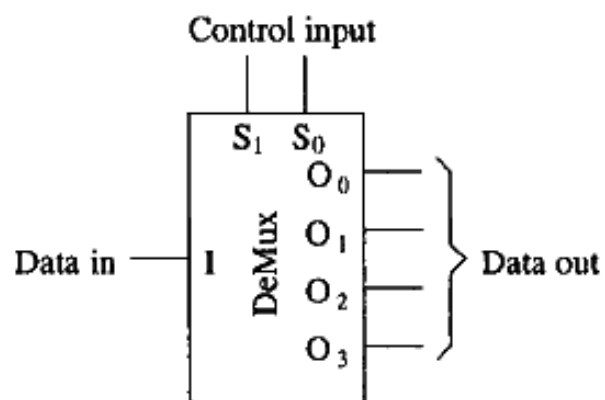 Control input
S1 S0
O0
O1
Data in I DeMux Data out
O2
O3